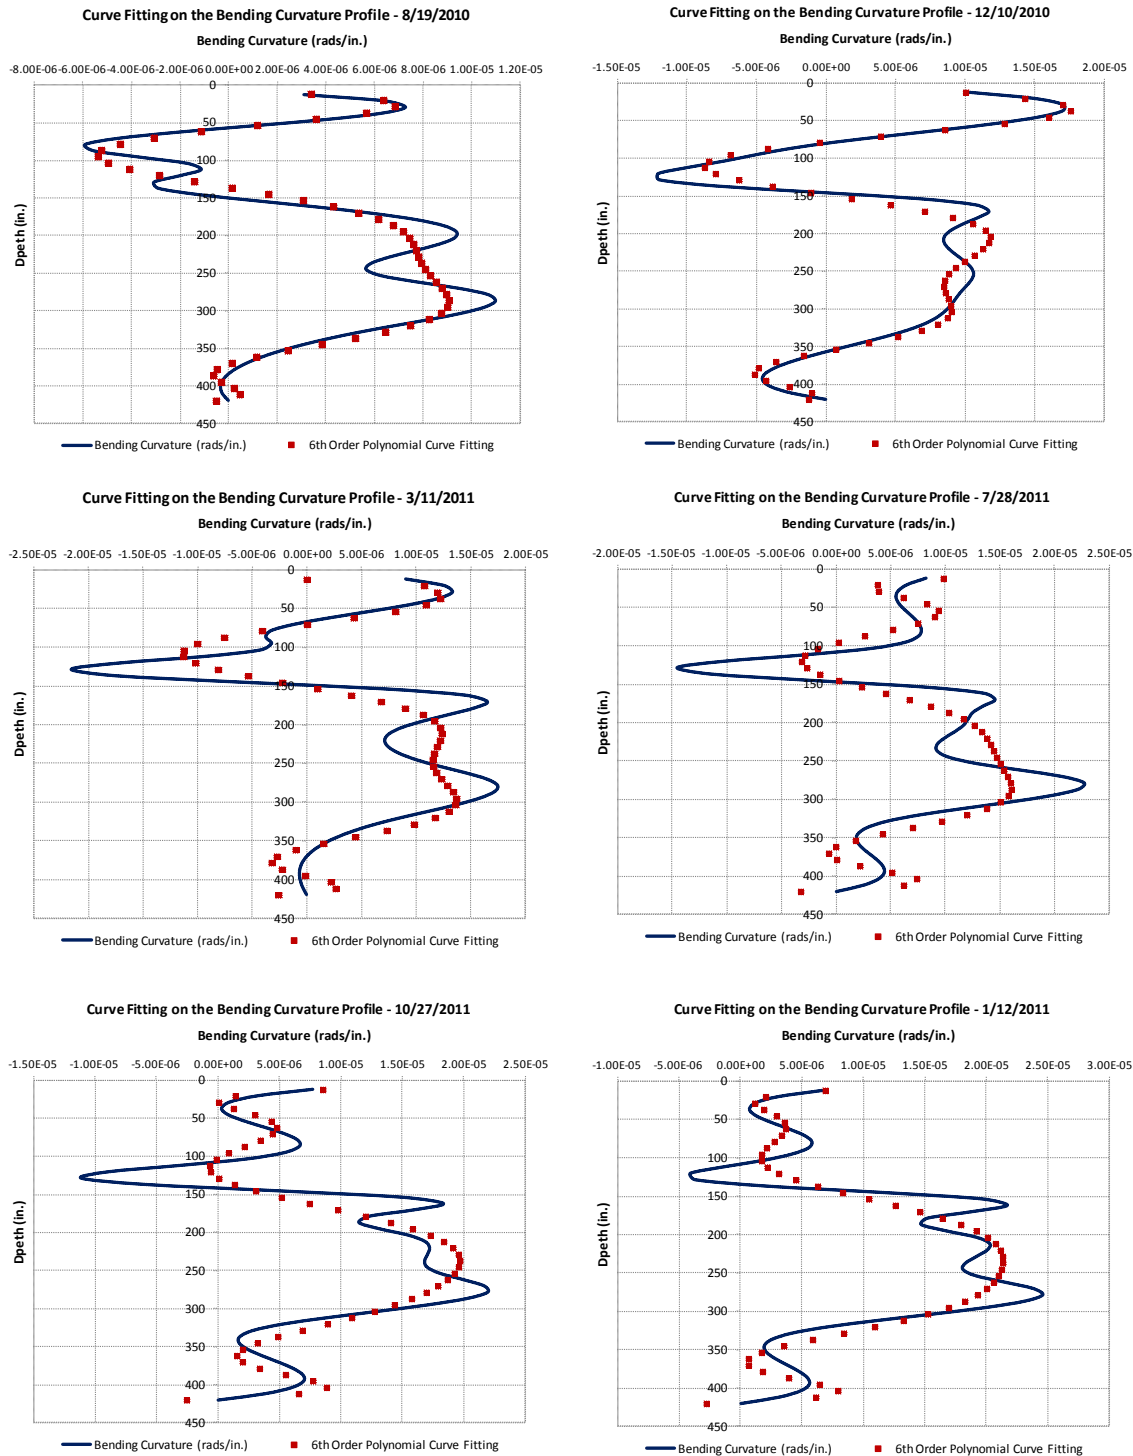 Curve Fitting on the Bending Curvature Profile - 8/19/2010
Bending Curvature (rads/in.)
-8.00E-06 -6.00E-06 -4.00E-06 -2.00E-06 0.00E+00 2.00E-06 4.00E-06 6.00E-06 8.00E-06 1.00E-05 1.20E-05
0
50
100
150
200
250
300
350
400
450
Dpeth (in.)
Bending Curvature (rads/in.) 6th Order Polynomial Curve Fitting
Curve Fitting on the Bending Curvature Profile - 12/10/2010
Bending Curvature (rads/in.)
-1.50E-05 -1.00E-05 -5.00E-06 0.00E+00 5.00E-06 1.00E-05 1.50E-05 2.00E-05
0
50
100
150
200
250
300
350
400
450
Dpeth (in.)
Bending Curvature (rads/in.) 6th Order Polynomial Curve Fitting
Curve Fitting on the Bending Curvature Profile - 3/11/2011
Bending Curvature (rads/in.)
-2.50E-05 -2.00E-05 -1.50E-05 -1.00E-05 -5.00E-06 0.00E+00 5.00E-06 1.00E-05 1.50E-05 2.00E-05
0
50
100
150
200
250
300
350
400
450
Dpeth (in.)
Bending Curvature (rads/in.) 6th Order Polynomial Curve Fitting
Curve Fitting on the Bending Curvature Profile - 7/28/2011
Bending Curvature (rads/in.)
-2.00E-05 -1.50E-05 -1.00E-05 -5.00E-06 0.00E+00 5.00E-06 1.00E-05 1.50E-05 2.00E-05 2.50E-05
0
50
100
150
200
250
300
350
400
450
Dpeth (in.)
Bending Curvature (rads/in.) 6th Order Polynomial Curve Fitting
Curve Fitting on the Bending Curvature Profile - 10/27/2011
Bending Curvature (rads/in.)
-1.50E-05 -1.00E-05 -5.00E-06 0.00E+00 5.00E-06 1.00E-05 1.50E-05 2.00E-05 2.50E-05
0
50
100
150
200
250
300
350
400
450
Dpeth (in.)
Bending Curvature (rads/in.) 6th Order Polynomial Curve Fitting
Curve Fitting on the Bending Curvature Profile - 1/12/2011
Bending Curvature (rads/in.)
-1.00E-05 -5.00E-06 0.00E+00 5.00E-06 1.00E-05 1.50E-05 2.00E-05 2.50E-05 3.00E-05
0
50
100
150
200
250
300
350
400
450
Dpeth (in.)
Bending Curvature (rads/in.) 6th Order Polynomial Curve Fitting